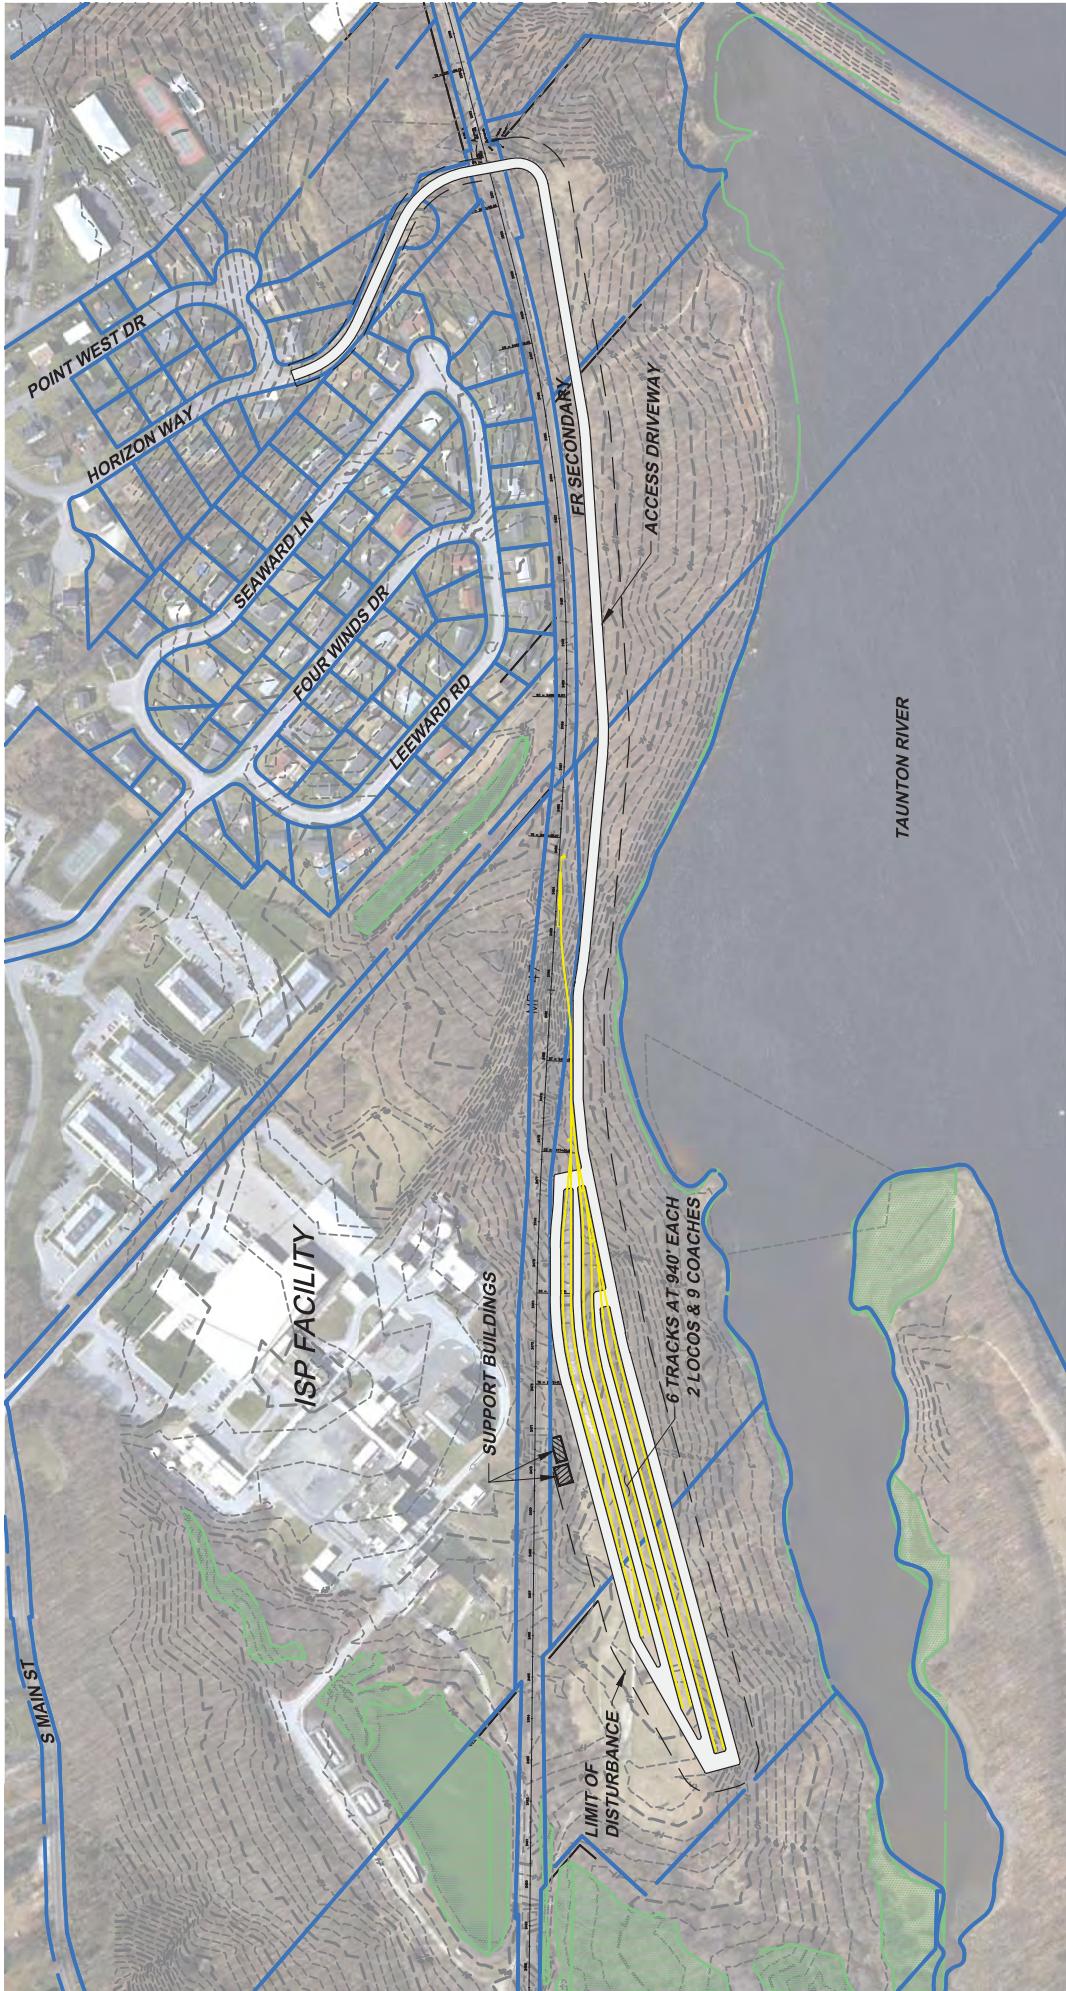 POINT WEST DR
HORIZON WAY
SEAWARD LN
FOUR WINDS DR
LEEWARD RD
FR SECONDARY
ACCESS DRIVEWAY
TAUNTON RIVER
ISP FACILITY
SUPPORT BUILDINGS
6 TRACKS AT 940' EACH
2 LOCOS & 9 COACHES
S MAIN ST
LIMIT OF
DISTURBANCE